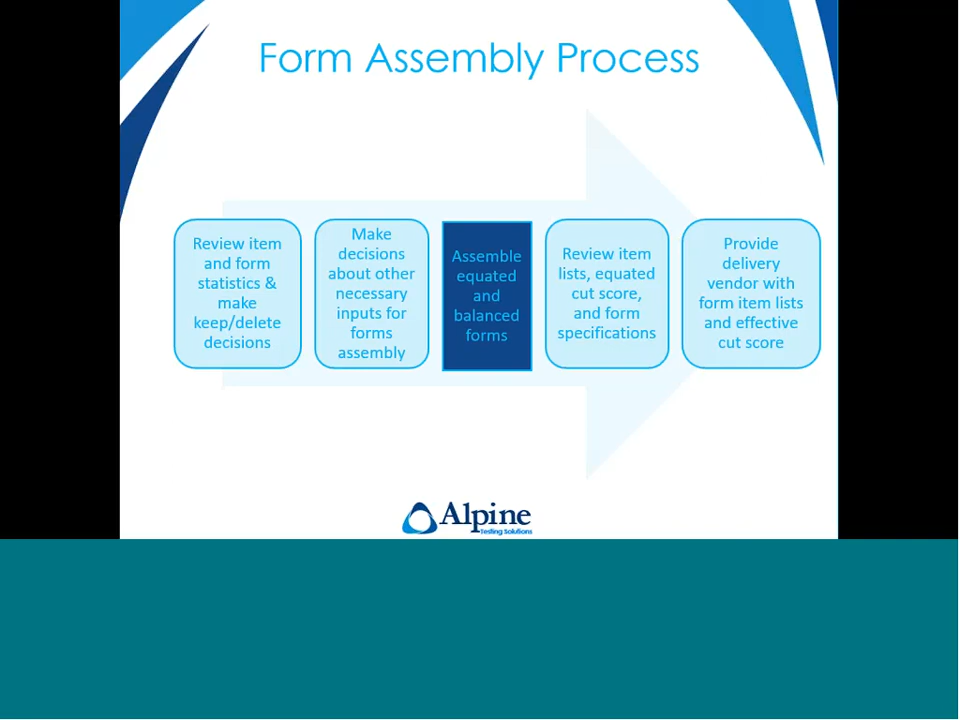 Form Assembly Process
Review item
and form
statistics &
make
keep/delete
decisions
Make
decisions
about other
necessary
inputs for
forms
assembly
Assemble
equated
and
balanced
forms
Review item
lists, equated
cut score,
and form
specifications
Provide
delivery
vendor with
form item lists
and effective
cut score
Alpine
Testing Solutions